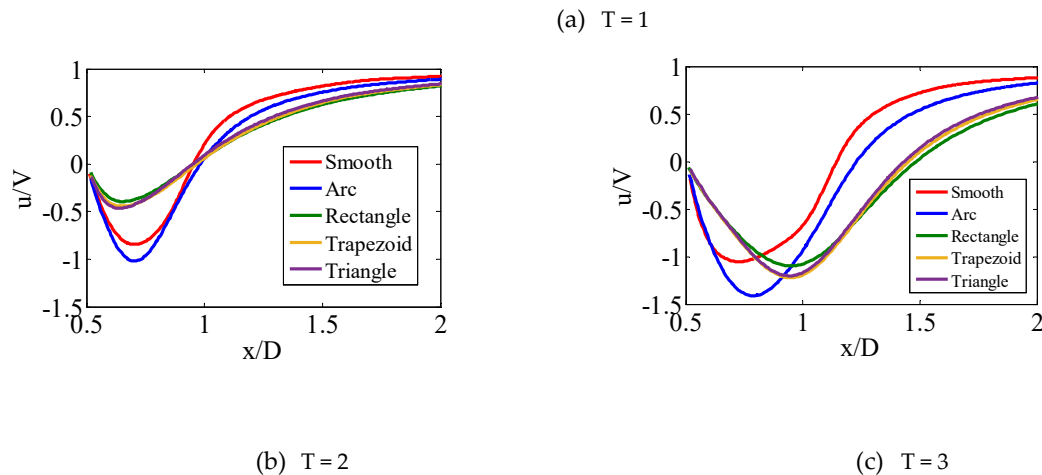 (a) T = 1
1
0.5
0
-0.5
-1
-1.5
u/V
0.5
1
1.5
2
x/D
Smooth
Arc
Rectangle
Trapezoid
Triangle
1
0.5
0
-0.5
-1
-1.5
u/V
0.5
1
1.5
2
x/D
Smooth
Arc
Rectangle
Trapezoid
Triangle
(b) T = 2
(c) T = 3